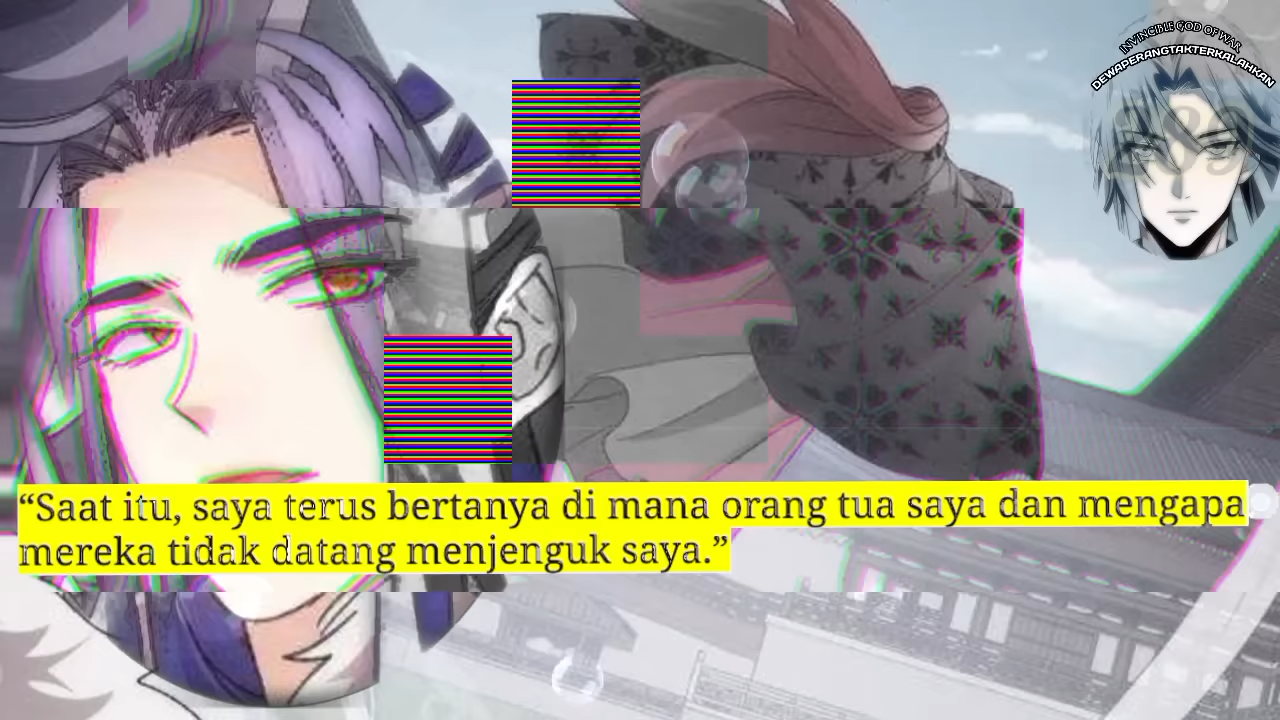 INVINCIBLE GOD OF WAR
DEWAPERANGTAKTERKALAHKAN
“Saat itu, saya terus bertanya di mana orang tua saya dan mengapa
mereka tidak datang menjenguk saya.”